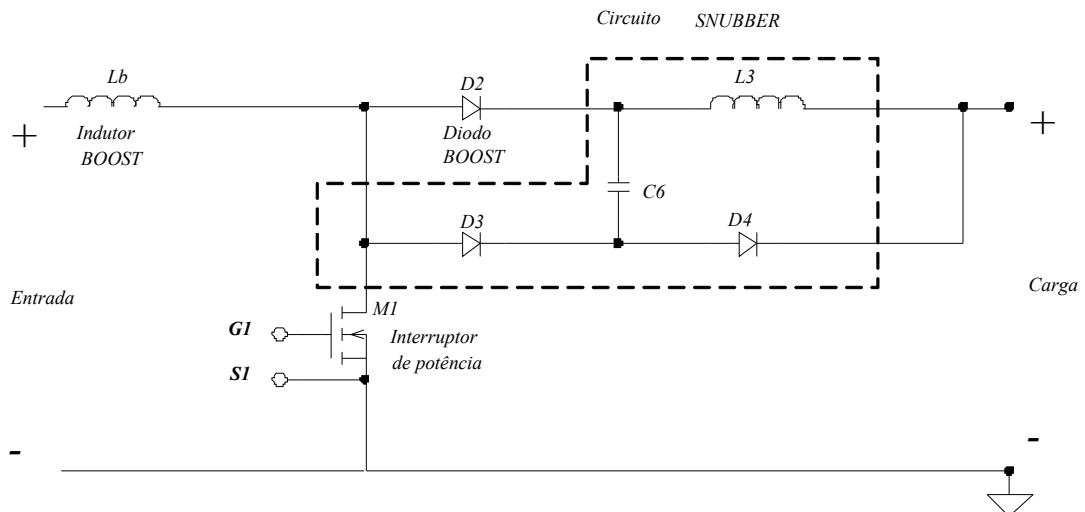 Circuito SNUBBER
Lb
D2
L3
+
Indutor
BOOST
Diodo
BOOST
+
C6
D3
D4
Entrada
M1
Carga
G1
Interruptor
de potência
S1
-
-